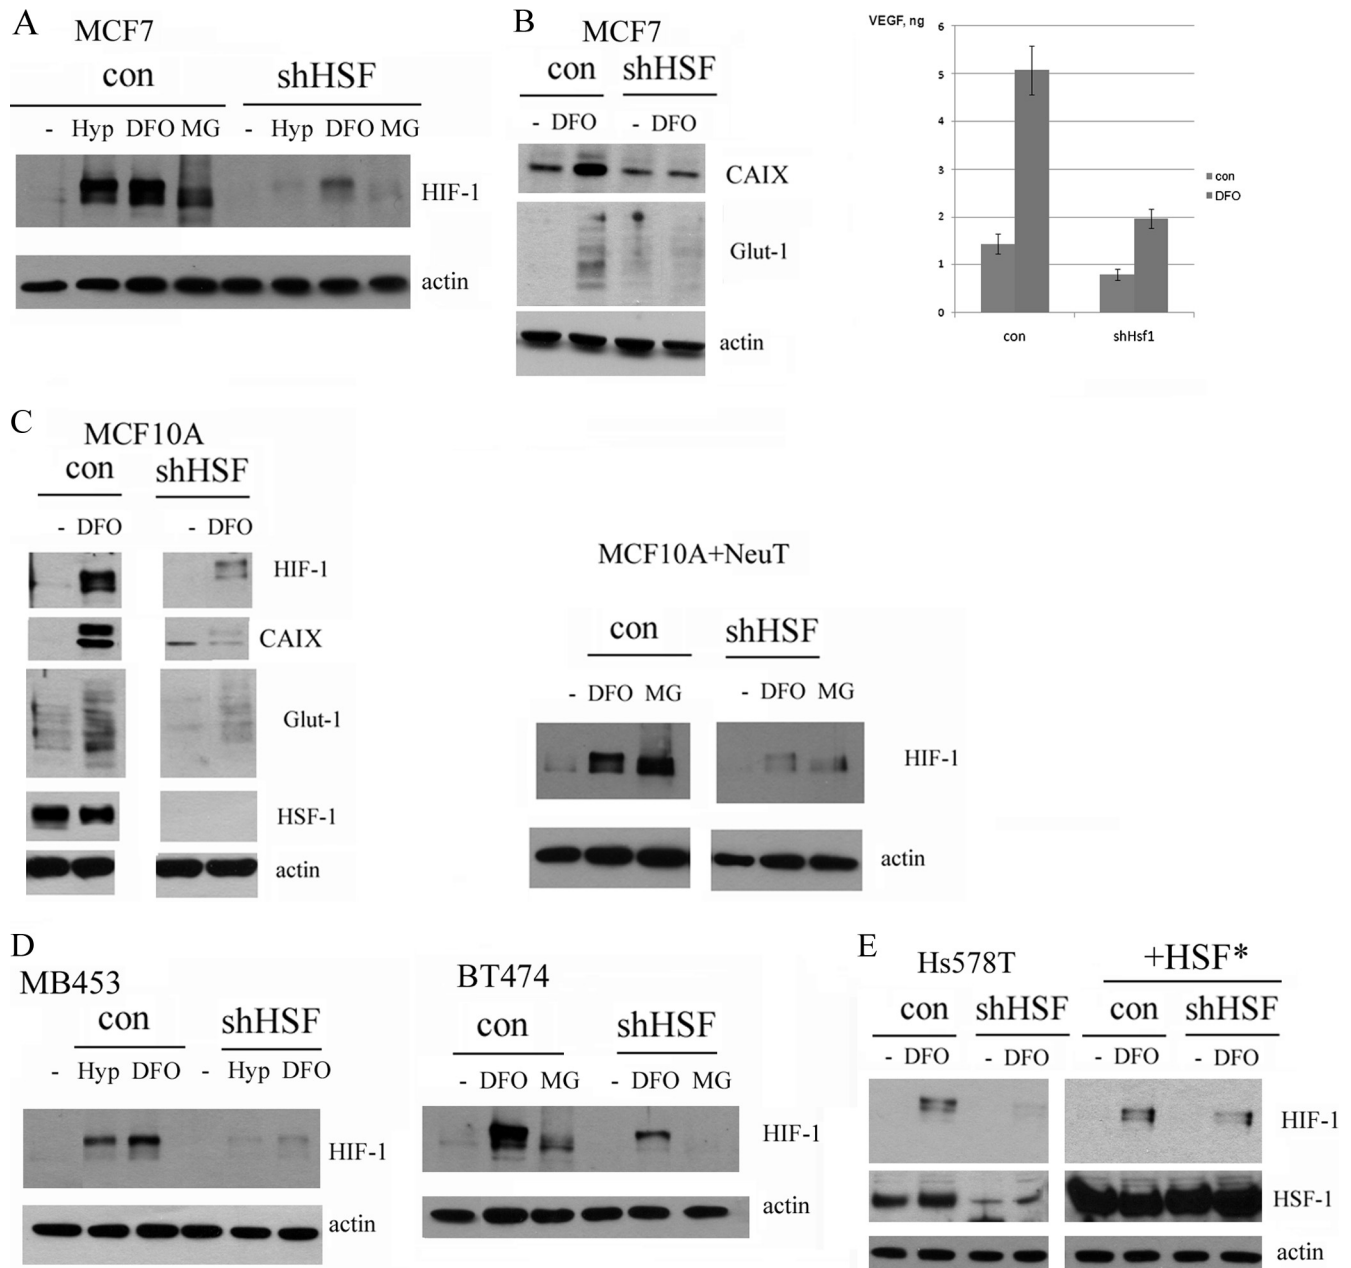 A
MCF7
con shHSF
- Hyp DFO MG - Hyp DFO MG
HIF-1
actin
B
MCF7
con shHSF
- DFO - DFO
CAIX
Glut-1
actin
VEGF, ng
6
5
4
3
2
1
0
con shHsf1
con
DFO
C
MCF10A
con shHSF
- DFO - DFO
HIF-1
CAIX
Glut-1
HSF-1
actin
MCF10A+NeuT
con shHSF
- DFO MG - DFO MG
HIF-1
actin
D
MB453
con shHSF
- Hyp DFO - Hyp DFO
HIF-1
actin
BT474
con shHSF
- DFO MG - DFO MG
HIF-1
actin
E
Hs578T +HSF*
con shHSF con shHSF
- DFO - DFO - DFO - DFO
HIF-1
HSF-1
actin